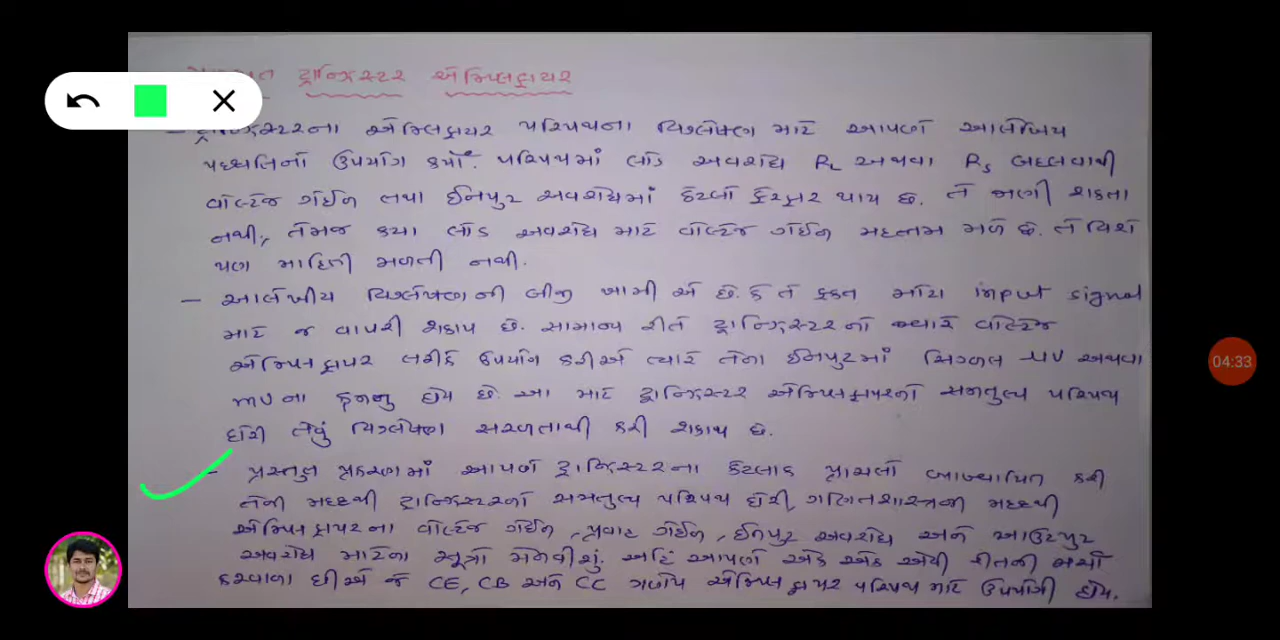 ટ્રાન્ઝિસ્ટર એમ્પ્લિફાયર
- ટ્રાન્ઝિસ્ટરના એમ્પ્લિફાયર પરિપથના વિશ્લેષણ માટે આપણે આલેખિય
પદ્ધતિનો ઉપયોગ કર્યો. પરિપથમાં લોડ અવરોધ RL અથવા Rs બદલવાથી
વોલ્ટેજ ગેઈન તથા ઈનપુટ અવરોધમાં કેટલો ફેરફાર થાય છે. તે જાણી શકતા
નથી, તેમજ કયા લોડ અવરોધ માટે વોલ્ટેજ ગેઈન મહત્તમ મળે છે. તે વિશે
પણ માહિતી મળતી નથી.
- આલેખીય વિશ્લેષણની બીજી ખામી એ છે. કે તે ફક્ત મોટા input signal
માટે જ વાપરી શકાય છે. સામાન્ય રીતે ટ્રાન્ઝિસ્ટરનો જ્યારે વોલ્ટેજ
એમ્પ્લિફાયર તરીકે ઉપયોગ કરીએ ત્યારે તેના ઈનપુટમાં સિગ્નલ μV અથવા
mV ના ક્રમનુ હોય છે. આ માટે ટ્રાન્ઝિસ્ટર એમ્પ્લિફાયરનો સમતુલ્ય પરિપથ
દોરી તેનું વિશ્લેષણ સરળતાથી કરી શકાય છે.
- પ્રસ્તુત પ્રકરણમાં આપણે ટ્રાન્ઝિસ્ટરના કેટલાક પ્રાચલો વ્યાખ્યાયિત કરી
તેની મદદથી ટ્રાન્ઝિસ્ટરનો સમતુલ્ય પરિપથ દોરી, ગણિતશાસ્ત્રની મદદથી
એમ્પ્લિફાયરના વોલ્ટેજ ગેઈન, પ્રવાહ ગેઈન, ઈનપુટ અવરોધ અને આઉટપુટ
અવરોધ માટેના સૂત્રો મેળવીશું. અહિં આપણે એક એક એવી રીતની ચર્ચા
કરવાના છીએ જે CE, CB અને CC ત્રણેય એમ્પ્લિફાયર પરિપથ માટે ઉપયોગી હોય.
04:33